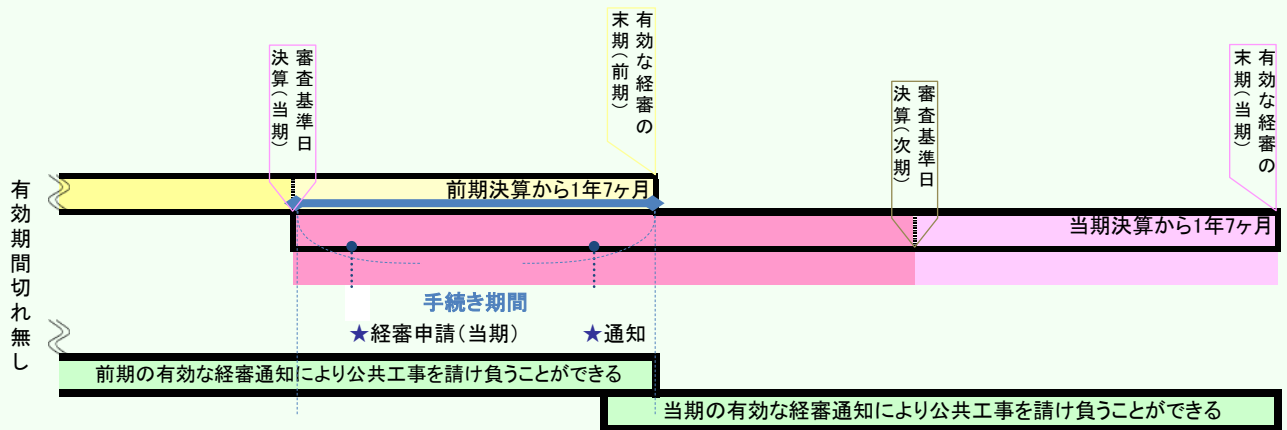 審査基準日
決算(当期)
有効な経審の
末期(前期)
審査基準日
決算(次期)
有効な経審の
末期(当期)
有効期間切れ無し
前期決算から1年7ヶ月
当期決算から1年7ヶ月
手続き期間
★経審申請(当期)
★通知
前期の有効な経審通知により公共工事を請け負うことができる
当期の有効な経審通知により公共工事を請け負うことができる